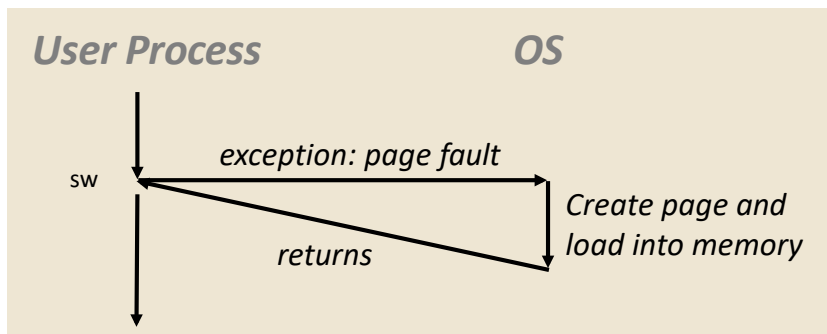 User Process
OS
exception: page fault
sw
Create page and
load into memory
returns